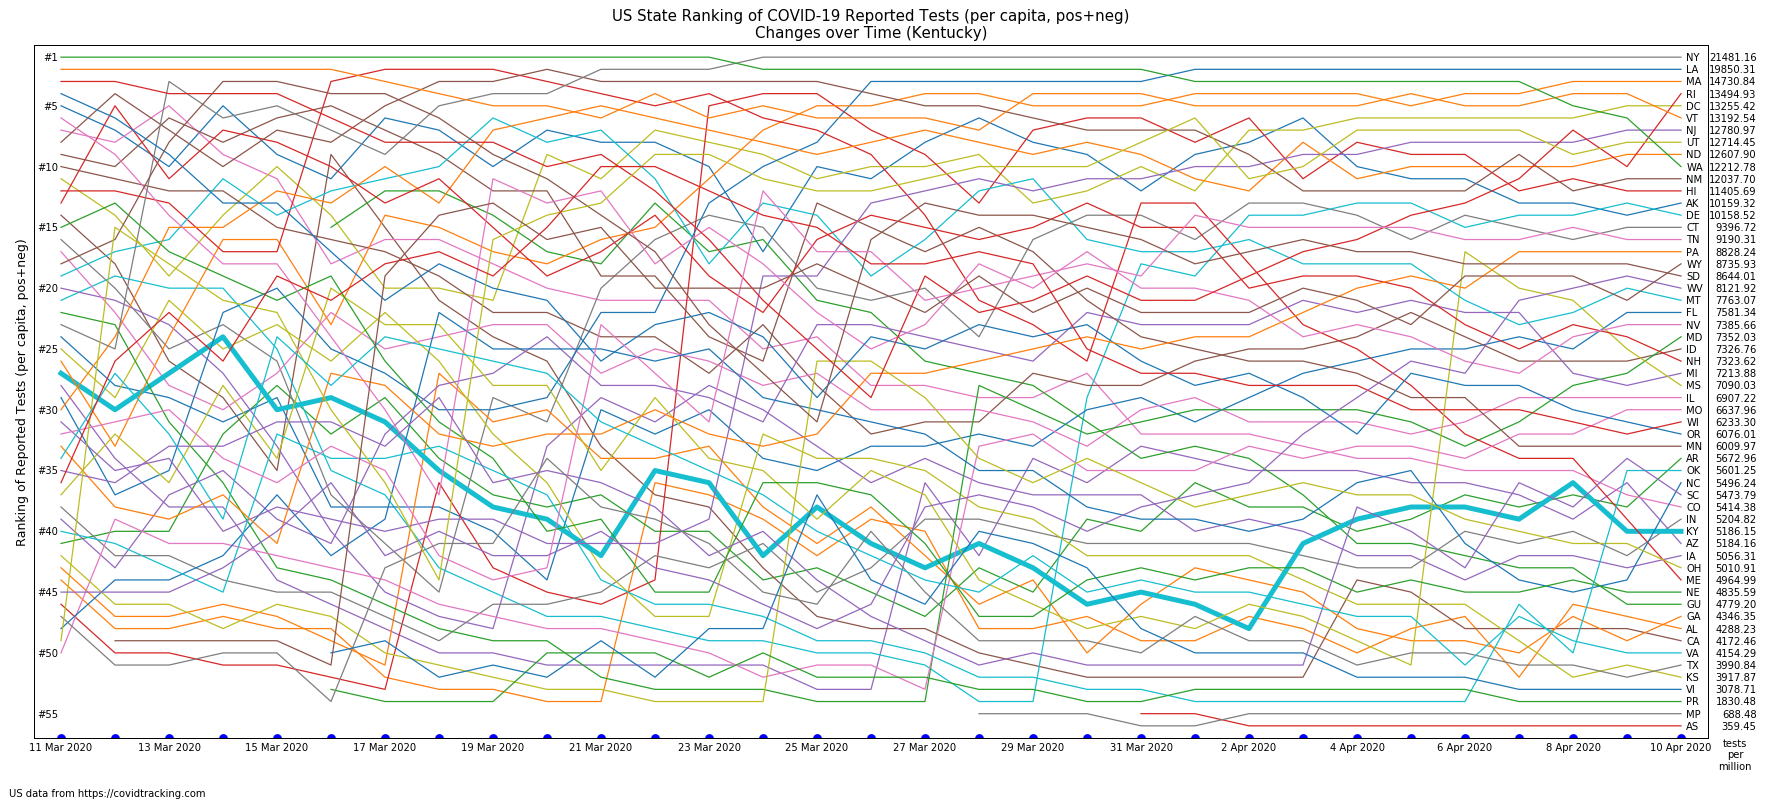 US State Ranking of COVID-19 Reported Tests (per capita, pos+neg)
Changes over Time (Kentucky)
Ranking of Reported Tests (per capita, pos+neg)
#1
#5
#10
#15
#20
#25
#30
#35
#40
#45
#50
#55
NY 21481.16
LA 19850.31
MA 14730.84
RI 13494.93
DC 13255.42
VT 13192.54
NJ 12780.97
UT 12714.45
ND 12607.90
WA 12212.78
NM 12037.70
HI 11405.69
AK 10159.32
DE 10158.52
CT 9396.72
TN 9190.31
PA 8828.24
WY 8735.93
SD 8644.01
WV 8121.92
MT 7763.07
FL 7581.34
NV 7385.66
MD 7352.03
ID 7326.76
NH 7323.62
MI 7213.88
MS 7090.03
IL 6907.22
MO 6637.96
WI 6233.30
OR 6076.01
MN 6009.97
AR 5672.96
OK 5601.25
NC 5496.24
SC 5473.79
CO 5414.38
IN 5204.82
KY 5186.15
AZ 5184.16
IA 5056.31
OH 5010.91
ME 4964.99
NE 4835.59
GU 4779.20
GA 4346.35
AL 4288.23
CA 4172.46
VA 4154.29
TX 3990.84
KS 3917.87
VI 3078.71
PR 1830.48
MP 688.48
AS 359.45
11 Mar 2020 13 Mar 2020 15 Mar 2020 17 Mar 2020 19 Mar 2020 21 Mar 2020 23 Mar 2020 25 Mar 2020 27 Mar 2020 29 Mar 2020 31 Mar 2020 2 Apr 2020 4 Apr 2020 6 Apr 2020 8 Apr 2020 10 Apr 2020
tests
per
million
US data from https://covidtracking.com